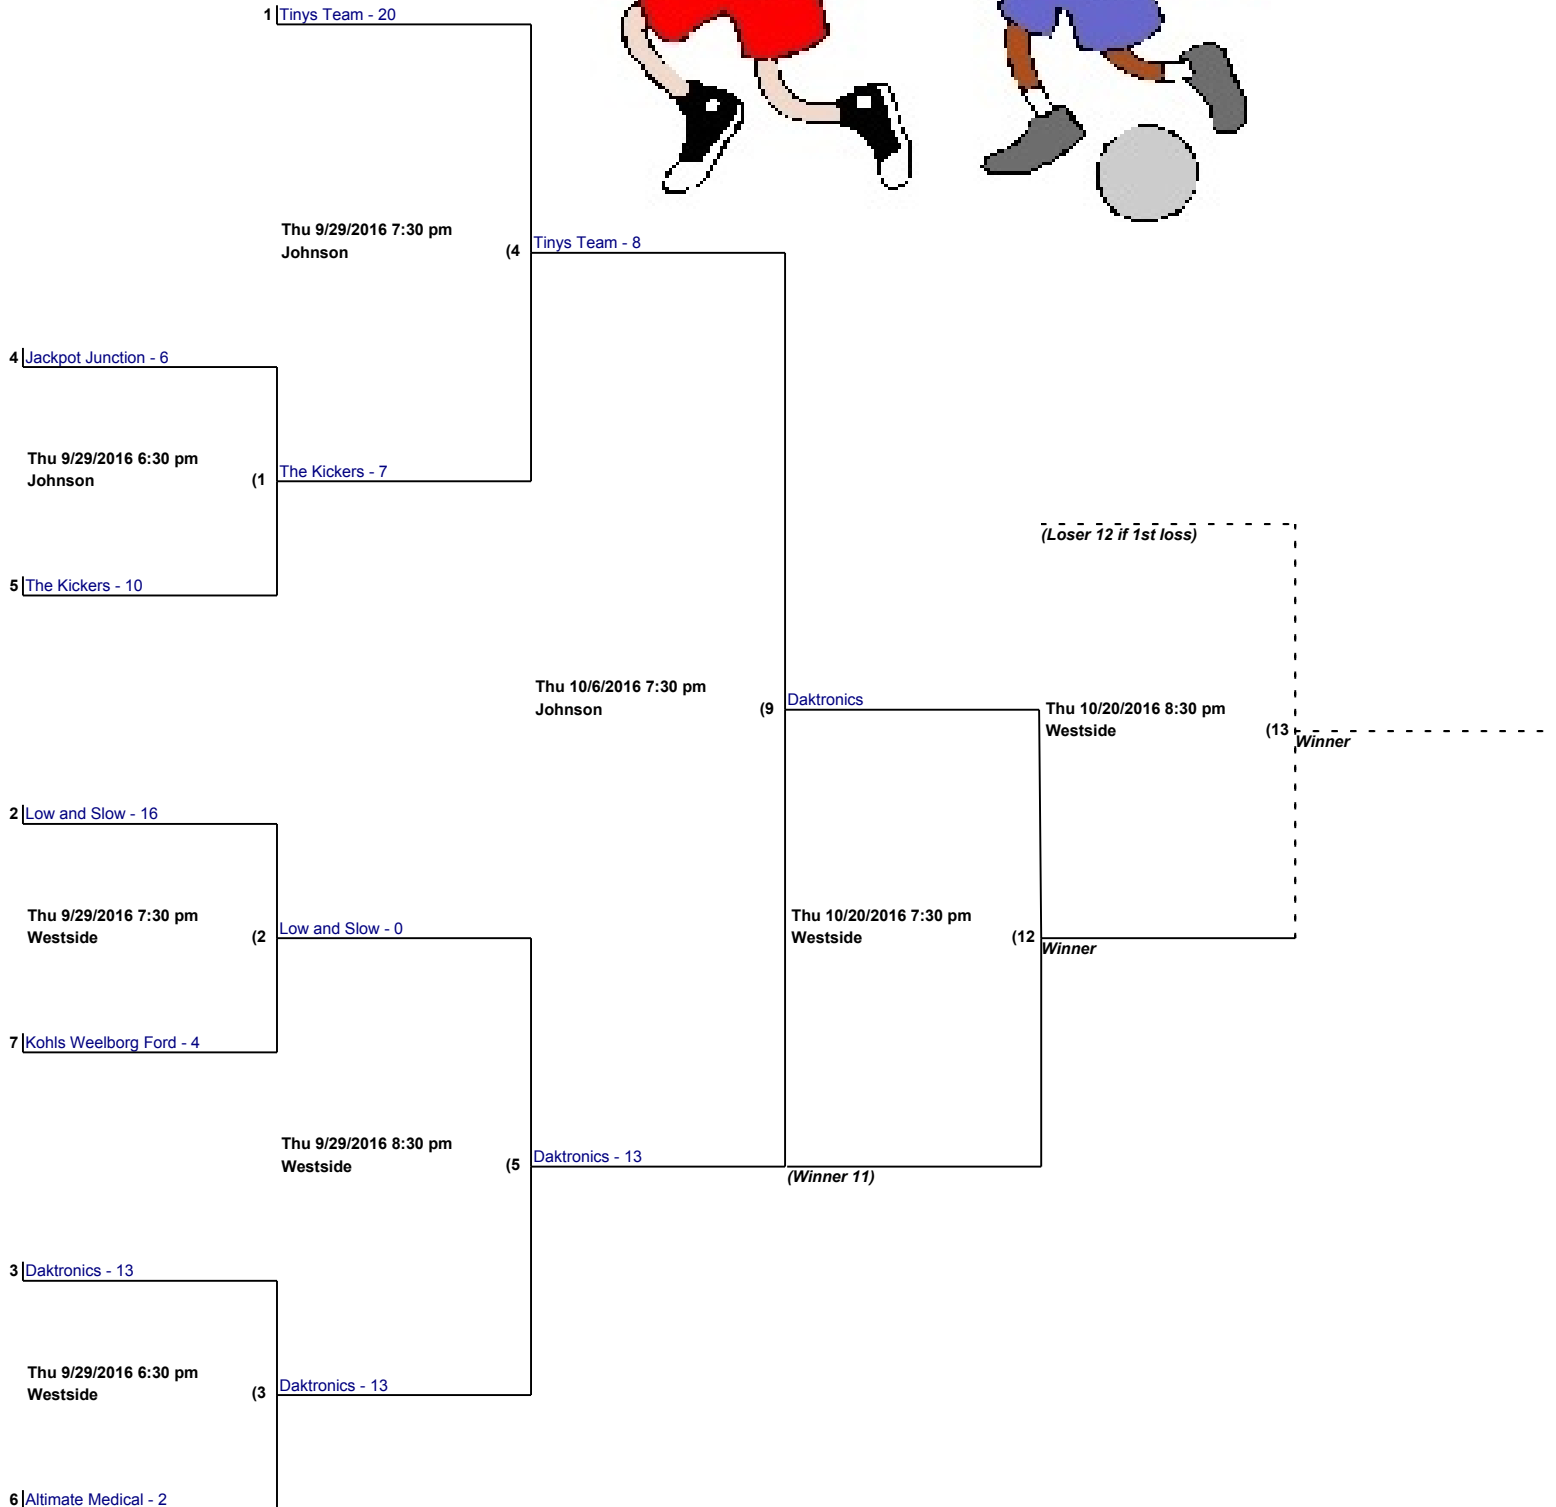 1 Tinys Team - 20
Thu 9/29/2016 7:30 pm
Johnson (4
Tinys Team - 8
4 Jackpot Junction - 6
Thu 9/29/2016 6:30 pm
Johnson (1
The Kickers - 7
(Loser 12 if 1st loss)
5 The Kickers - 10
Thu 10/6/2016 7:30 pm
Johnson (9
Daktronics
Thu 10/20/2016 8:30 pm
Westside (13
Winner
2 Low and Slow - 16
Thu 9/29/2016 7:30 pm
Westside (2
Low and Slow - 0
Thu 10/20/2016 7:30 pm
Westside (12
Winner
7 Kohls Weelborg Ford - 4
Thu 9/29/2016 8:30 pm
Westside (5
Daktronics - 13
(Winner 11)
3 Daktronics - 13
Thu 9/29/2016 6:30 pm
Westside (3
Daktronics - 13
6 Altimate Medical - 2